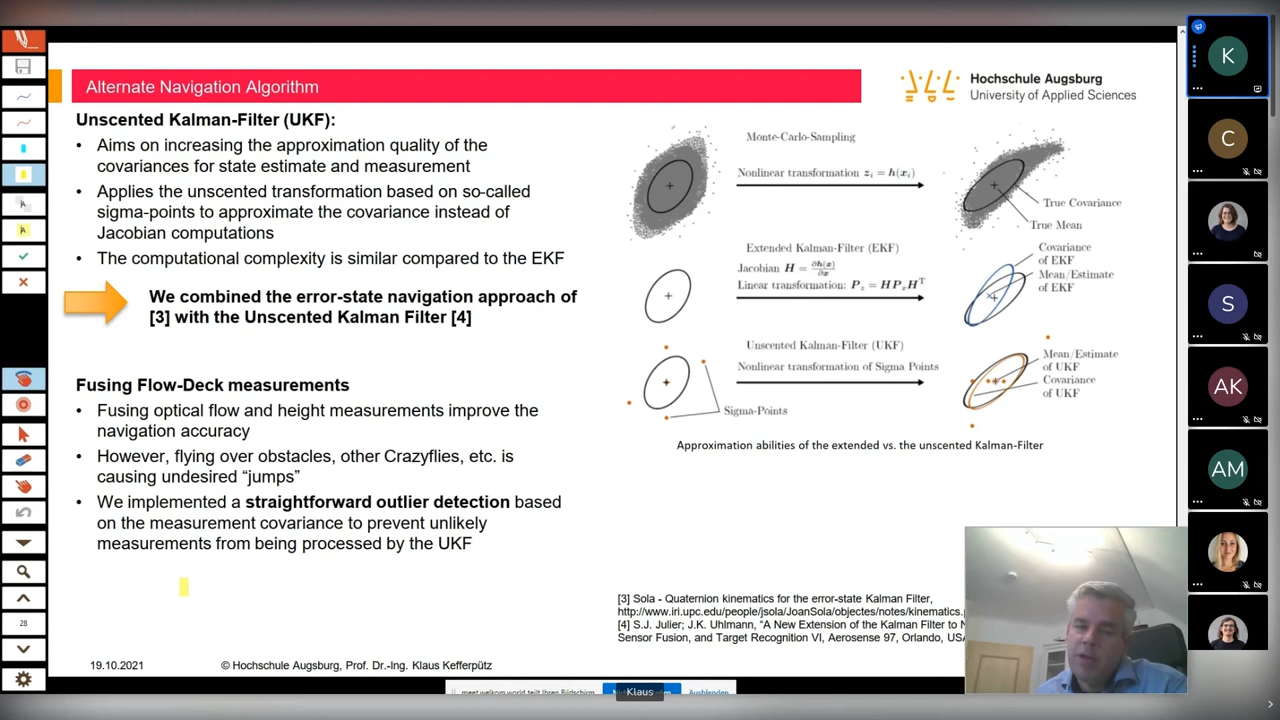 Alternate Navigation Algorithm
Hochschule Augsburg
University of Applied Sciences
Unscented Kalman-Filter (UKF):
• Aims on increasing the approximation quality of the
covariances for state estimate and measurement
• Applies the unscented transformation based on so-called
sigma-points to approximate the covariance instead of
Jacobian computations
• The computational complexity is similar compared to the EKF
We combined the error-state navigation approach of
[3] with the Unscented Kalman Filter [4]
Fusing Flow-Deck measurements
• Fusing optical flow and height measurements improve the
navigation accuracy
• However, flying over obstacles, other Crazyflies, etc. is
causing undesired “jumps”
• We implemented a straightforward outlier detection based
on the measurement covariance to prevent unlikely
measurements from being processed by the UKF
Monte-Carlo-Sampling
Nonlinear transformation zᵢ = h(xᵢ)
True Covariance
True Mean
Extended Kalman-Filter (EKF)
Jacobian H = ∂h(x)/∂x
Linear transformation: P_z = HP_xH^T
Covariance
of EKF
Mean/Estimate
of EKF
Unscented Kalman-Filter (UKF)
Nonlinear transformation of Sigma Points
Sigma-Points
Mean/Estimate
of UKF
Covariance
of UKF
Approximation abilities of the extended vs. the unscented Kalman-Filter
[3] Sola - Quaternion kinematics for the error-state Kalman Filter,
http://www.iri.upc.edu/people/jsola/JoanSola/objectes/notes/kinematics.
[4] S.J. Julier; J.K. Uhlmann, “A New Extension of the Kalman Filter to
Sensor Fusion, and Target Recognition VI, Aerosense 97, Orlando,
19.10.2021
© Hochschule Augsburg, Prof. Dr.-Ing. Klaus Kefferpütz
28
meet.welkom.world teilt Ihren Bildschirm.
Ausblenden
Klaus
K
C
S
AK
AM